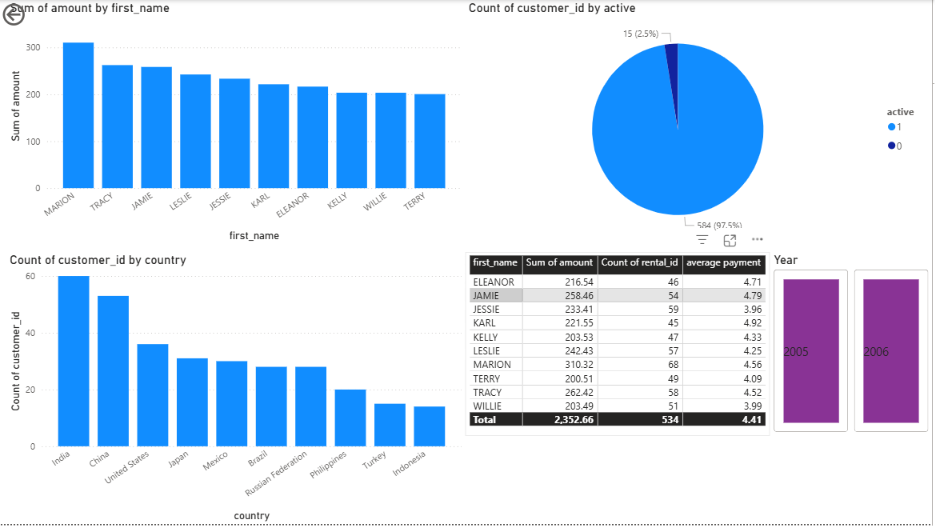 Sum of amount by first_name
300
200
100
0
Sum of amount
MARION
TRACY
JAMIE
LESLIE
JESSIE
KARL
ELEANOR
KELLY
WILLIE
TERRY
first_name
Count of customer_id by active
15 (2.5%)
584 (97.5%)
active
1
0
Count of customer_id by country
60
40
20
0
Count of customer_id
India
China
United States
Japan
Mexico
Brazil
Russian Federation
Philippines
Turkey
Indonesia
country
first_name Sum of amount Count of rental_id average payment
ELEANOR 216.54 46 4.71
JAMIE 258.46 54 4.79
JESSIE 233.41 59 3.96
KARL 221.55 45 4.92
KELLY 203.53 47 4.33
LESLIE 242.43 57 4.25
MARION 310.32 68 4.56
TERRY 200.51 49 4.09
TRACY 262.42 58 4.52
WILLIE 203.49 51 3.99
Total 2,352.66 534 4.41
Year
2005
2006